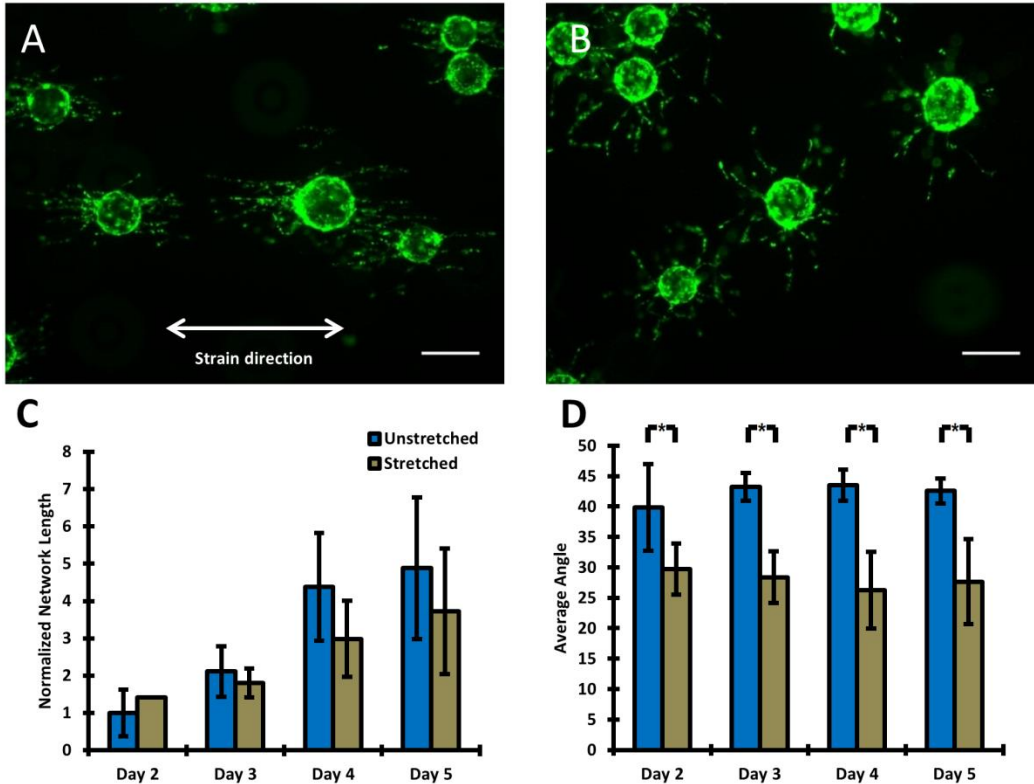 A
B
Strain direction
C
Unstretched
Stretched
Normalized Network Length
8
7
6
5
4
3
2
1
0
Day 2 Day 3 Day 4 Day 5
D
* * * *
Average Angle
50
45
40
35
30
25
20
15
10
5
0
Day 2 Day 3 Day 4 Day 5